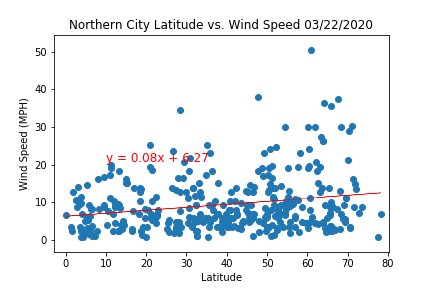 Northern City Latitude vs. Wind Speed 03/22/2020
50
40
30
20
10
0
Wind Speed (MPH)
y = 0.08x + 6.27
0 10 20 30 40 50 60 70 80
Latitude